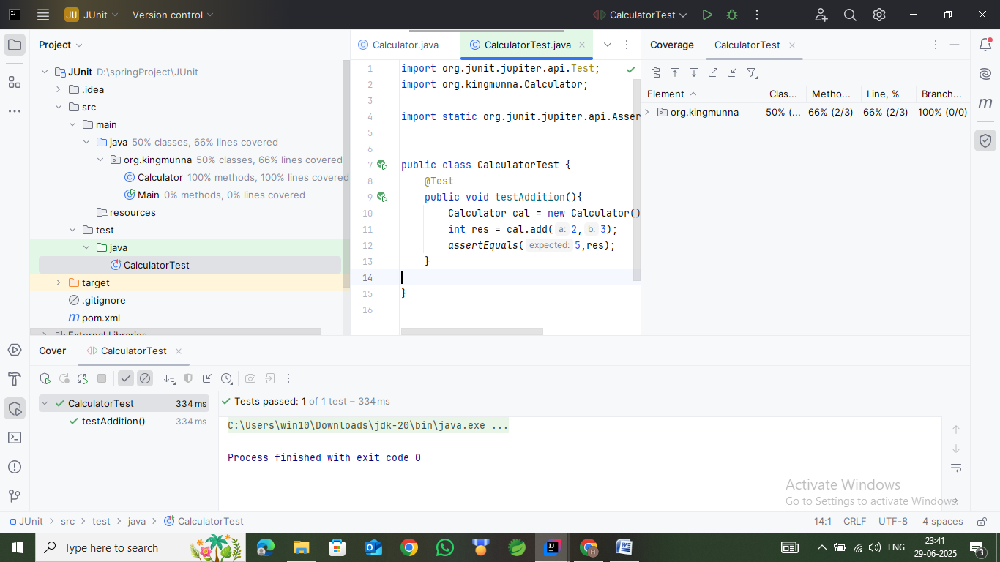 JU JUnit Version control CalculatorTest
Project
JUnit D:\springProject\JUnit
.idea
src
main
java 50% classes, 66% lines covered
org.kingmunna 50% classes, 66% lines covered
Calculator 100% methods, 100% lines covered
Main 0% methods, 0% lines covered
resources
test
java
CalculatorTest
target
.gitignore
pom.xml
External Libraries
Calculator.java CalculatorTest.java
1 import org.junit.jupiter.api.Test;
2 import org.kingmunna.Calculator;
3
4 import static org.junit.jupiter.api.Asser
5
6
7 public class CalculatorTest {
8 @Test
9 public void testAddition(){
10 Calculator cal = new Calculator()
11 int res = cal.add( a: 2, b: 3);
12 assertEquals( expected: 5,res);
13 }
14
15 }
16
Coverage CalculatorTest
Element Clas... Metho... Line, % Branch...
org.kingmunna 50% (... 66% (2/3) 66% (2/3) 100% (0/0)
m
Cover CalculatorTest
CalculatorTest 334 ms
testAddition() 334 ms
Tests passed: 1 of 1 test – 334 ms
C:\Users\win10\Downloads\jdk-20\bin\java.exe ...
Process finished with exit code 0
Activate Windows
Go to Settings to activate Windows.
JUnit > src > test > java > CalculatorTest 14:1 CRLF UTF-8 4 spaces
Type here to search ENG 23:41
29-06-2025 3